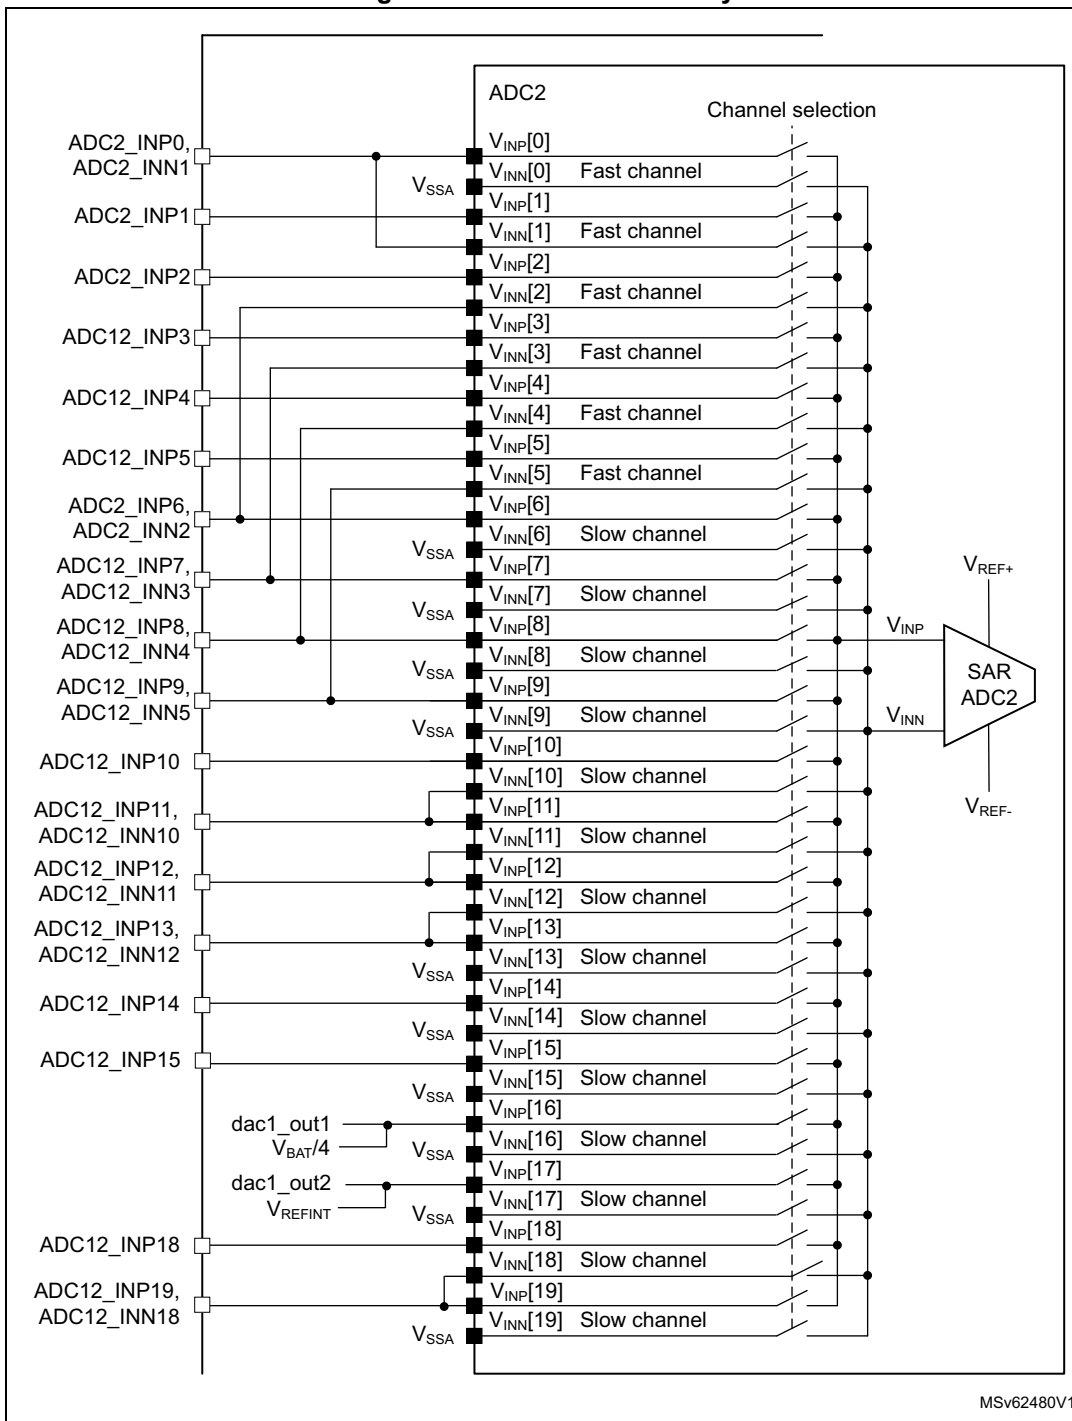 ADC2
Channel selection
ADC2_INP0,
ADC2_INN1
VINP[0]
VINN[0] Fast channel
VSSA
ADC2_INP1
VINP[1]
VINN[1] Fast channel
ADC2_INP2
VINP[2]
VINN[2] Fast channel
ADC12_INP3
VINP[3]
VINN[3] Fast channel
ADC12_INP4
VINP[4]
VINN[4] Fast channel
ADC12_INP5
VINP[5]
VINN[5] Fast channel
ADC2_INP6,
ADC2_INN2
VINP[6]
VINN[6] Slow channel
VSSA
ADC12_INP7,
ADC12_INN3
VINP[7]
VINN[7] Slow channel
VSSA
ADC12_INP8,
ADC12_INN4
VINP[8]
VINN[8] Slow channel
VSSA
ADC12_INP9,
ADC12_INN5
VINP[9]
VINN[9] Slow channel
VSSA
VREF+
VINP
SAR
ADC2
VINN
VREF-
ADC12_INP10
VINP[10]
VINN[10] Slow channel
ADC12_INP11,
ADC12_INN10
VINP[11]
VINN[11] Slow channel
ADC12_INP12,
ADC12_INN11
VINP[12]
VINN[12] Slow channel
ADC12_INP13,
ADC12_INN12
VINP[13]
VINN[13] Slow channel
VSSA
ADC12_INP14
VINP[14]
VINN[14] Slow channel
VSSA
ADC12_INP15
VINP[15]
VINN[15] Slow channel
VSSA
dac1_out1
VBAT/4
VINP[16]
VINN[16] Slow channel
VSSA
dac1_out2
VREFINT
VINP[17]
VINN[17] Slow channel
VSSA
ADC12_INP18
VINP[18]
VINN[18] Slow channel
ADC12_INP19,
ADC12_INN18
VINP[19]
VINN[19] Slow channel
VSSA
MSv62480V1